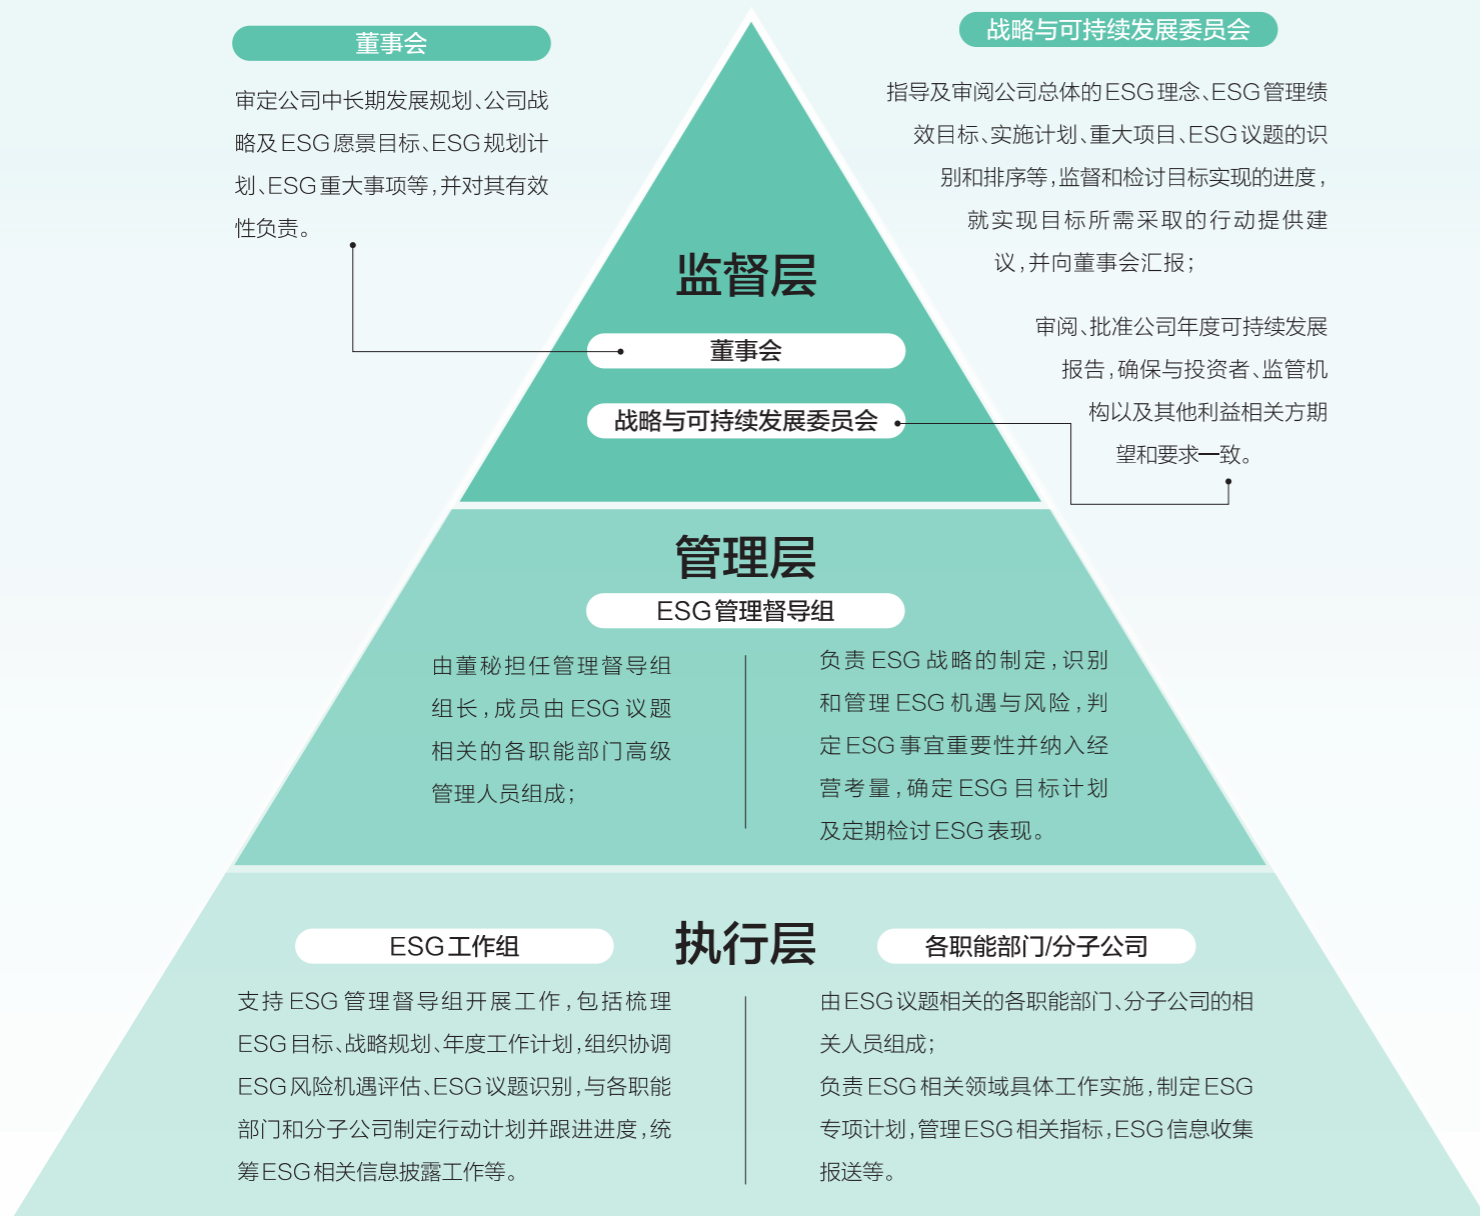 董事会
审定公司中长期发展规划、公司战
略及ESG愿景目标、ESG规划计
划、ESG重大事项等,并对其有效
性负责。
战略与可持续发展委员会
指导及审阅公司总体的ESG理念、ESG管理绩
效目标、实施计划、重大项目、ESG议题的识
别和排序等,监督和检讨目标实现的进度,
就实现目标所需采取的行动提供建
议,并向董事会汇报;
审阅、批准公司年度可持续发展
报告,确保与投资者、监管机
构以及其他利益相关方期
望和要求一致。
监督层
董事会
战略与可持续发展委员会
管理层
ESG管理督导组
由董秘担任管理督导组
组长,成员由ESG议题
相关的各职能部门高级
管理人员组成;
负责ESG战略的制定,识别
和管理ESG机遇与风险,判
定ESG事宜重要性并纳入经
营考量,确定ESG目标计划
及定期检讨ESG表现。
执行层
ESG工作组
支持ESG管理督导组开展工作,包括梳理
ESG目标、战略规划、年度工作计划,组织协调
ESG风险机遇评估、ESG议题识别,与各职能
部门和分子公司制定行动计划并跟进进度,统
筹ESG相关信息披露工作等。
各职能部门/分子公司
由ESG议题相关的各职能部门、分子公司的相
关人员组成;
负责ESG相关领域具体工作实施,制定ESG
专项计划,管理ESG相关指标,ESG信息收集
报送等。